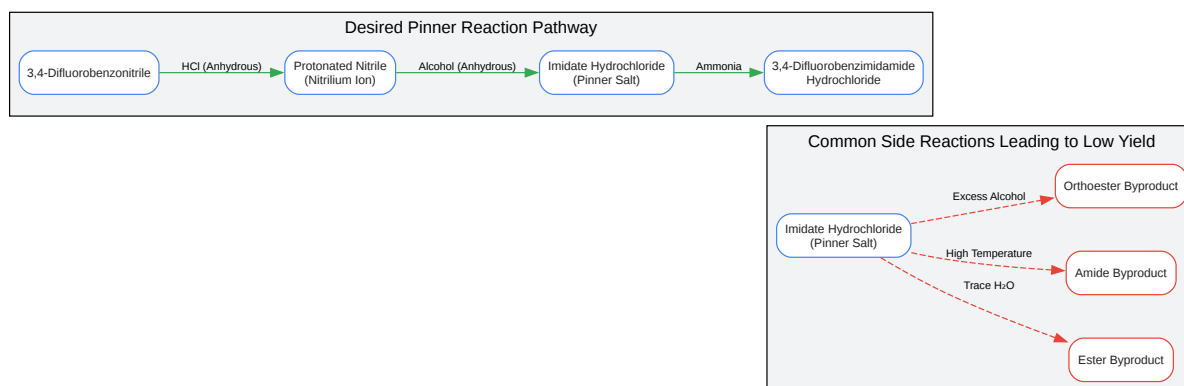 Desired Pinner Reaction Pathway
3,4-Difluorobenzonitrile
HCl (Anhydrous)
Protonated Nitrile
(Nitrilium Ion)
Alcohol (Anhydrous)
Imidate Hydrochloride
(Pinner Salt)
Ammonia
3,4-Difluorobenzimidamide
Hydrochloride
Common Side Reactions Leading to Low Yield
Imidate Hydrochloride
(Pinner Salt)
Excess Alcohol
Orthoester Byproduct
High Temperature
Amide Byproduct
Trace H₂O
Ester Byproduct